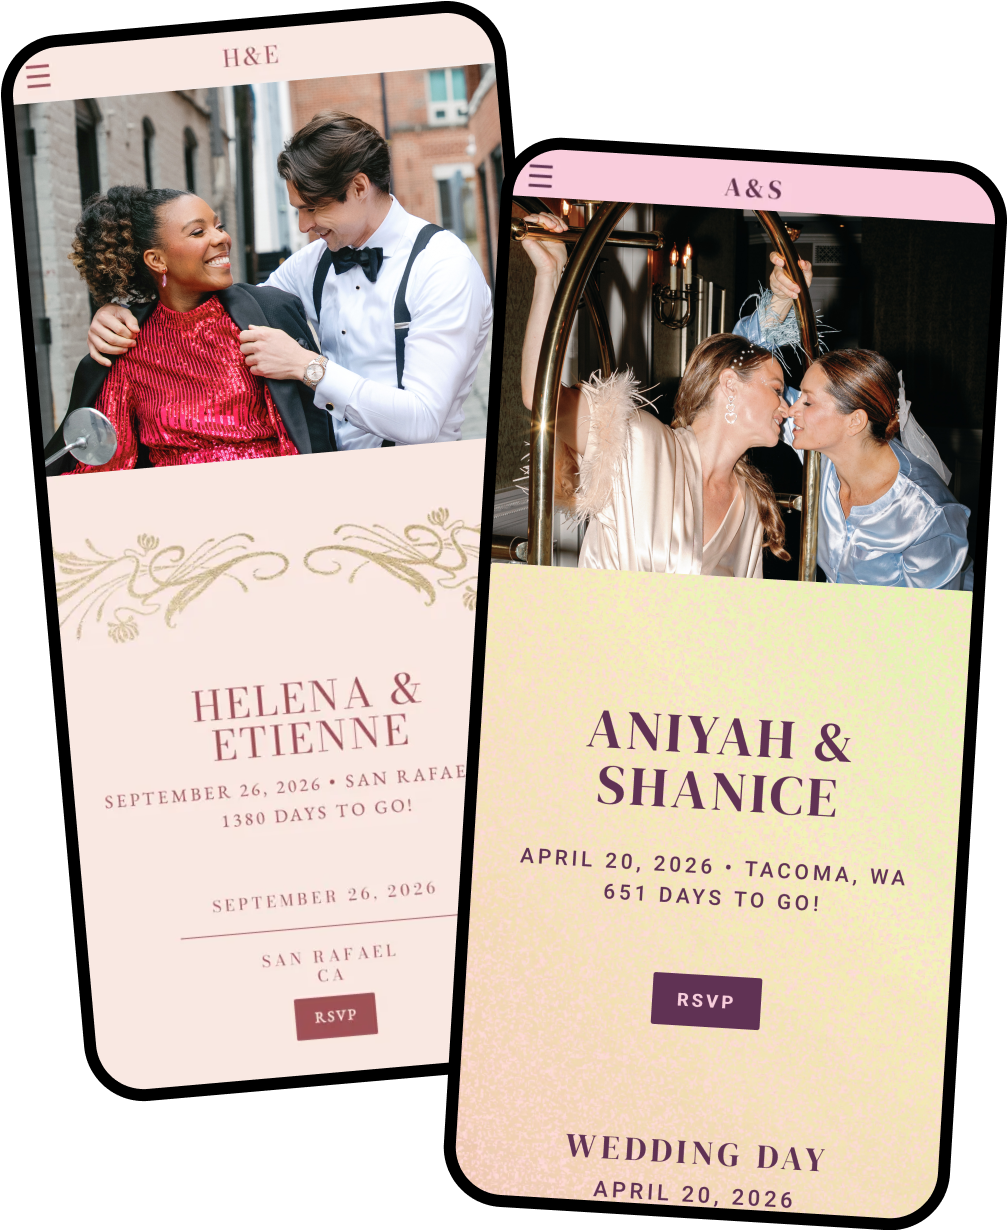 H&E
HELENA &
ETIENNE
SEPTEMBER 26, 2026 • SAN RAFAE
1380 DAYS TO GO!
SEPTEMBER 26, 2026
SAN RAFAEL
CA
RSVP
A&S
ANIYAH &
SHANICE
APRIL 20, 2026 • TACOMA, WA
651 DAYS TO GO!
RSVP
WEDDING DAY
APRIL 20, 2026